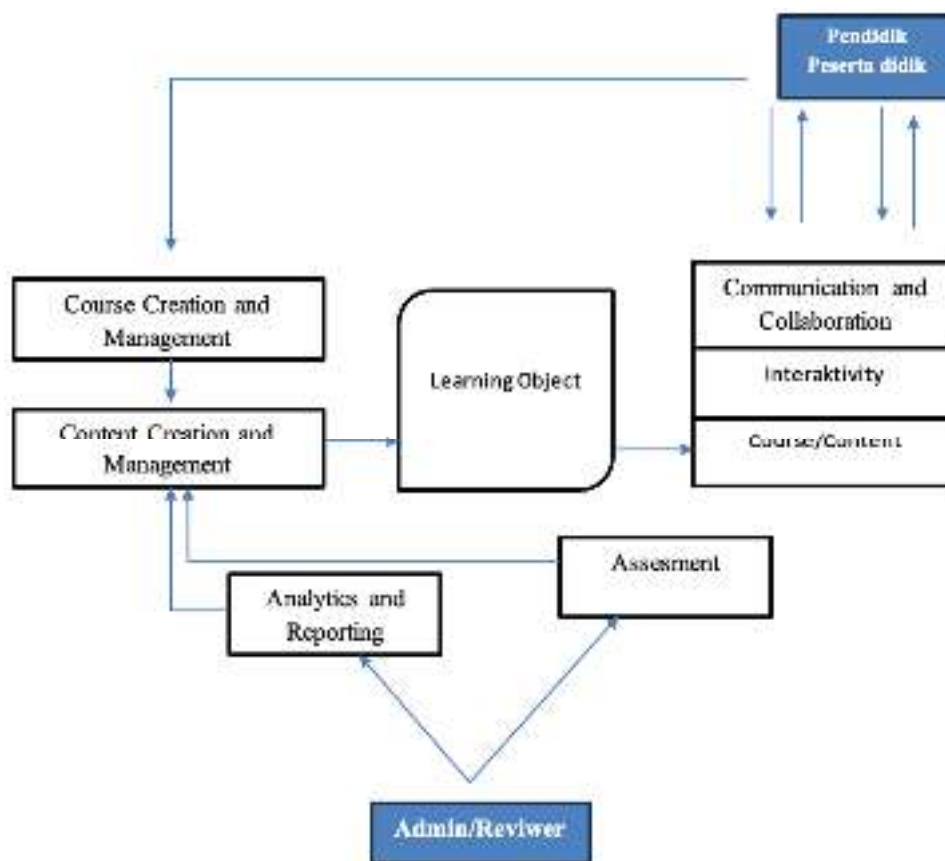 Pendidik
Peserta didik
Course Creation and
Management
Content Creation and
Management
Learning Object
Communication and
Collaboration
Interaktivity
Course/Content
Assesment
Analytics and
Reporting
Admin/Reviwer